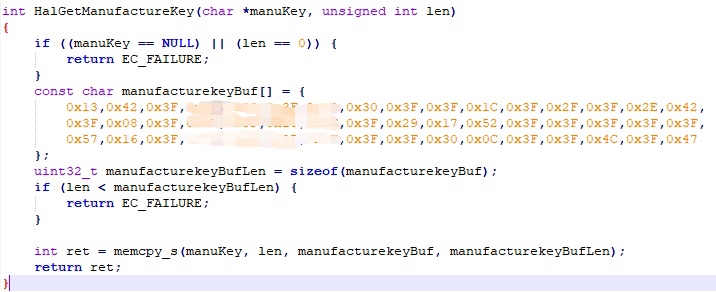 int HalGetManufactureKey(char *manuKey, unsigned int len)
{
    if ((manuKey == NULL) || (len == 0)) {
        return EC_FAILURE;
    }
    const char manufacturekeyBuf[] = {
        0x13,0x42,0x3F,,0x30,0x3F,0x3F,0x1C,0x3F,0x2F,0x3F,0x2E,0x42,
        0x3F,0x08,0x3F,,0x3F,0x29,0x17,0x52,0x3F,0x3F,0x3F,0x3F,0x3F,
        0x57,0x16,0x3F,,0x3F,0x3F,0x30,0x0C,0x3F,0x3F,0x4C,0x3F,0x47
    };
    uint32_t manufacturekeyBufLen = sizeof(manufacturekeyBuf);
    if (len < manufacturekeyBufLen) {
        return EC_FAILURE;
    }
    int ret = memcpy_s(manuKey, len, manufacturekeyBuf, manufacturekeyBufLen);
    return ret;
}